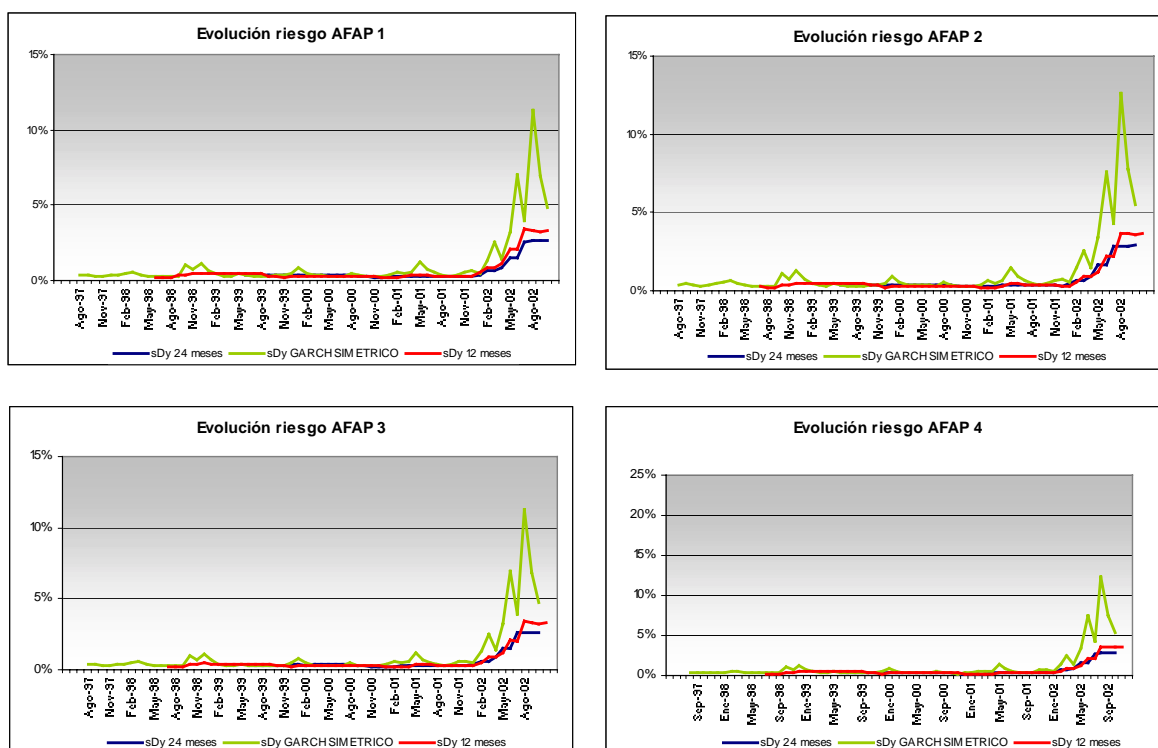 Evolución riesgo AFAP 1
15%
10%
5%
0%
Ago-97
Nov-97
Feb-98
May-98
Ago-98
Nov-98
Feb-99
May-99
Ago-99
Nov-99
Feb-00
May-00
Ago-00
Nov-00
Feb-01
May-01
Ago-01
Nov-01
Feb-02
May-02
Ago-02
sDy 24 meses
sDy GARCH SIMETRICO
sDy 12 meses
Evolución riesgo AFAP 2
15%
10%
5%
0%
Ago-97
Nov-97
Feb-98
May-98
Ago-98
Nov-98
Feb-99
May-99
Ago-99
Nov-99
Feb-00
May-00
Ago-00
Nov-00
Feb-01
May-01
Ago-01
Nov-01
Feb-02
May-02
Ago-02
sDy 24 meses
sDy GARCH SIMETRICO
sDy 12 meses
Evolución riesgo AFAP 3
15%
10%
5%
0%
Ago-97
Nov-97
Feb-98
May-98
Ago-98
Nov-98
Feb-99
May-99
Ago-99
Nov-99
Feb-00
May-00
Ago-00
Nov-00
Feb-01
May-01
Ago-01
Nov-01
Feb-02
May-02
Ago-02
sDy 24 meses
sDy GARCH SIMETRICO
sDy 12 meses
Evolución riesgo AFAP 4
25%
20%
15%
10%
5%
0%
Sep-97
Ene-98
May-98
Sep-98
Ene-99
May-99
Sep-99
Ene-00
May-00
Sep-00
Ene-01
May-01
Sep-01
Ene-02
May-02
Sep-02
sDy 24 meses
sDy GARCH SIMETRICO
sDy 12 meses